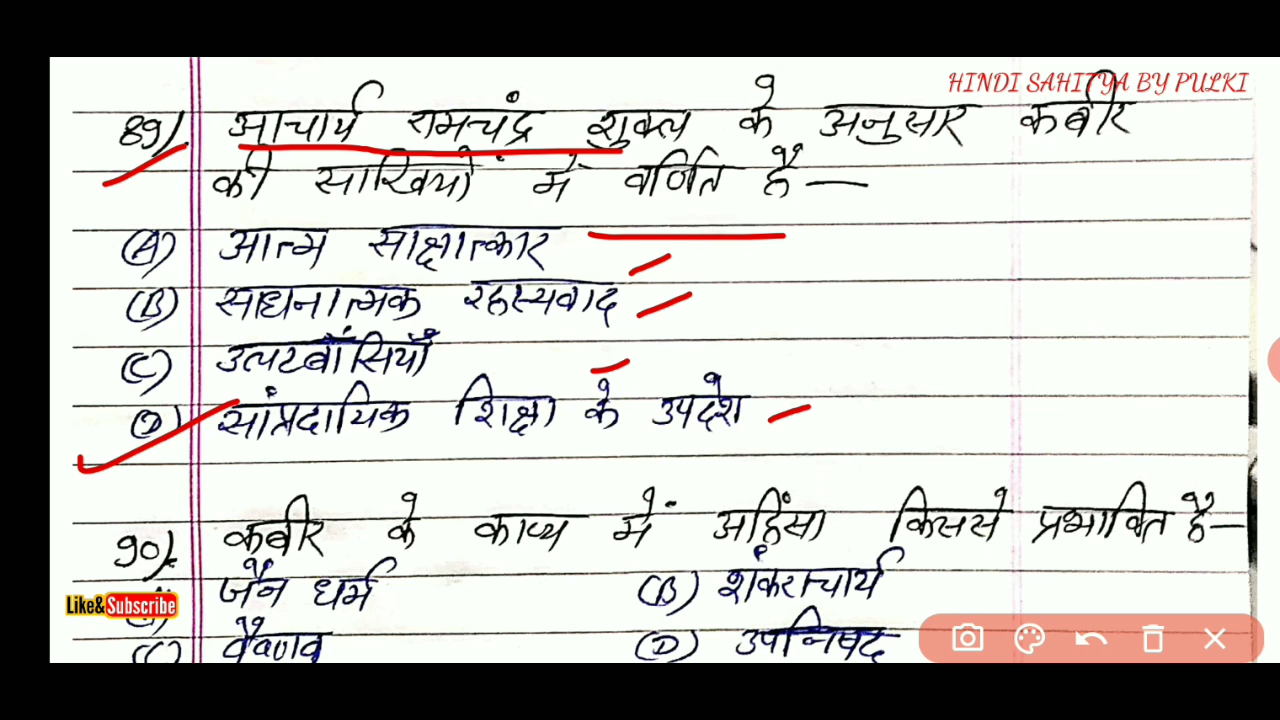 HINDI SAHITYA BY PULKI
89). आचार्य रामचंद्र शुक्ल के अनुसार कबीर
की साखियों में वर्णित है —
(A) आत्म साक्षात्कार
(B) साधनात्मक रहस्यवाद
(C) उलटबाँसियाँ
(D) सांप्रदायिक शिक्षा के उपदेश
90). कबीर के काव्य में अहिंसा किससे प्रभावित है—
जैन धर्म (B) शंकराचार्य
Like& Subscribe
(C) वैष्णव (D) उपनिषद